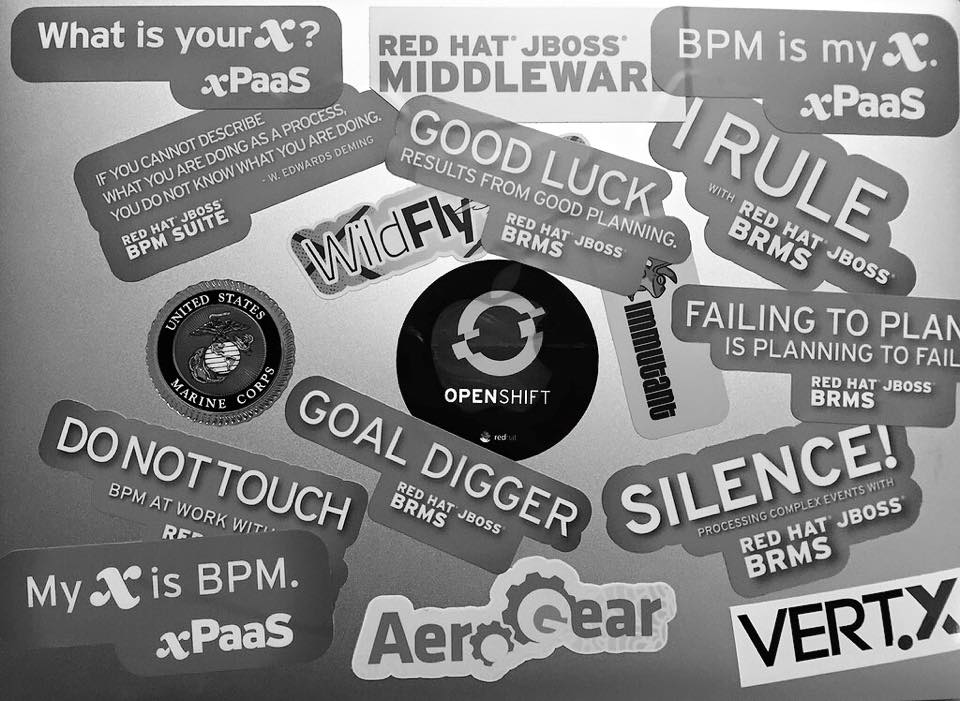 What is your x?
xPaaS
RED HAT® JBOSS®
MIDDLEWAR
BPM is my x.
xPaaS
IF YOU CANNOT DESCRIBE
WHAT YOU ARE DOING AS A PROCESS,
YOU DO NOT KNOW WHAT YOU ARE DOING.
- W. EDWARDS DEMING
RED HAT® JBOSS®
BPM SUITE
GOOD LUCK
RESULTS FROM GOOD PLANNING.
RED HAT® JBOSS®
BRMS
I RULE
WITH RED HAT® JBOSS®
BRMS
WildFly
UNITED STATES
MARINE CORPS
OPENSHIFT
redhat
immutant
FAILING TO PLAN
IS PLANNING TO FAIL
RED HAT® JBOSS®
BRMS
DO NOT TOUCH
BPM AT WORK WITH
RED
GOAL DIGGER
RED HAT® JBOSS®
BRMS
SILENCE!
PROCESSING COMPLEX EVENTS WITH
RED HAT® JBOSS®
BRMS
My x is BPM.
xPaaS
AeroGear
VERT.X